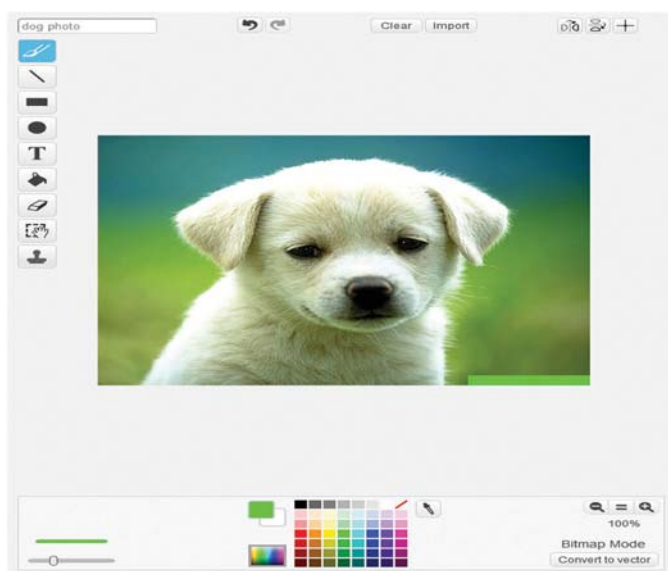 dog photo
Clear Import
T
100%
Bitmap Mode
Convert to vector